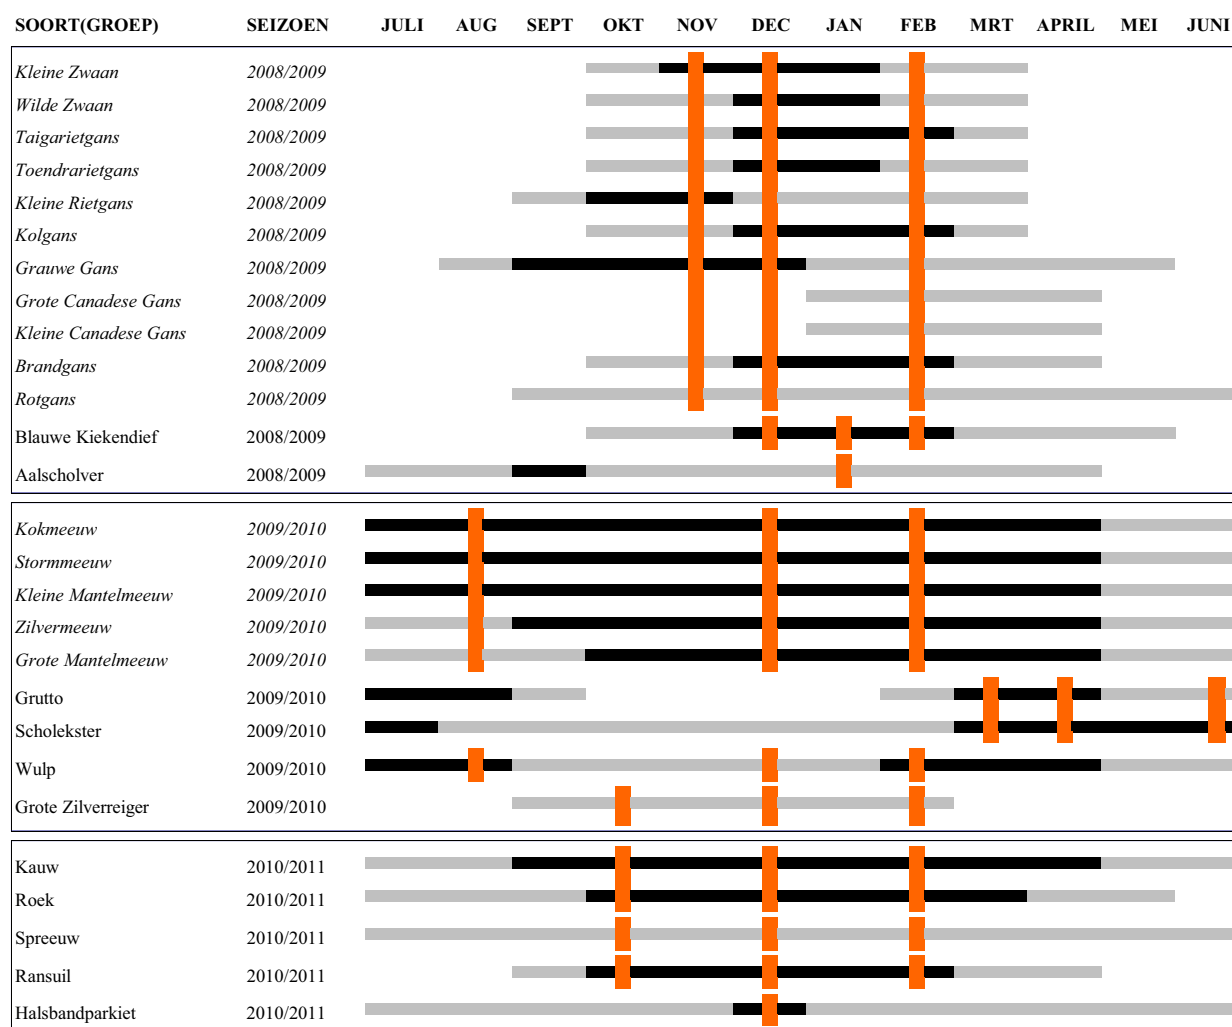 SOORT(GROEP) SEIZOEN JULI AUG SEPT OKT NOV DEC JAN FEB MRT APRIL MEI JUNI
Kleine Zwaan 2008/2009
Wilde Zwaan 2008/2009
Taigarietgans 2008/2009
Toendrarietgans 2008/2009
Kleine Rietgans 2008/2009
Kolgans 2008/2009
Grauwe Gans 2008/2009
Grote Canadese Gans 2008/2009
Kleine Canadese Gans 2008/2009
Brandgans 2008/2009
Rotgans 2008/2009
Blauwe Kiekendief 2008/2009
Aalscholver 2008/2009
Kokmeeuw 2009/2010
Stormmeeuw 2009/2010
Kleine Mantelmeeuw 2009/2010
Zilvermeeuw 2009/2010
Grote Mantelmeeuw 2009/2010
Grutto 2009/2010
Scholekster 2009/2010
Wulp 2009/2010
Grote Zilverreiger 2009/2010
Kauw 2010/2011
Roek 2010/2011
Spreeuw 2010/2011
Ransuil 2010/2011
Halsbandparkiet 2010/2011